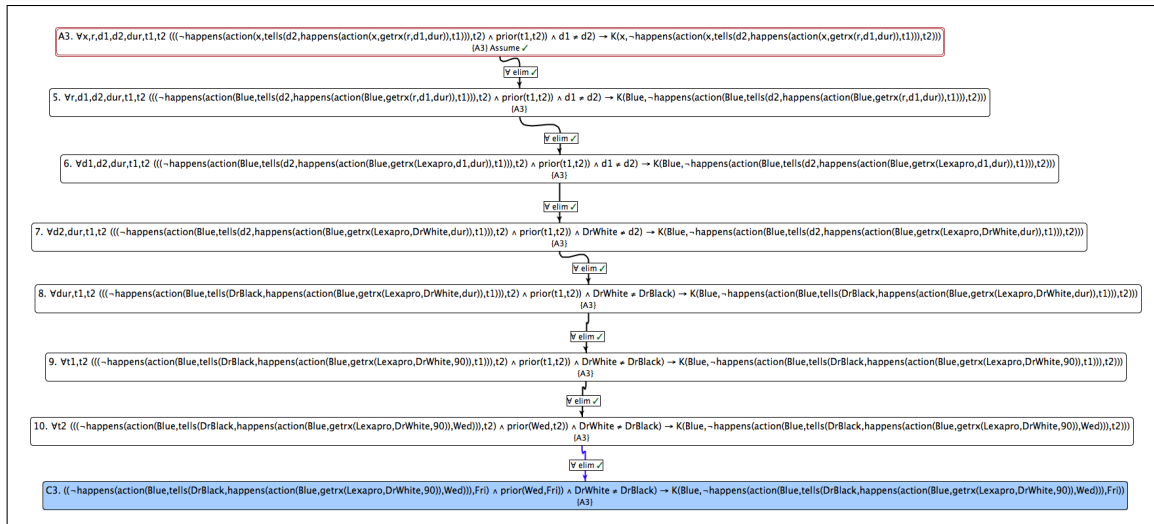 A3. ∀x,r,d1,d2,dur,t1,t2 (((¬happens(action(x,tells(d2,happens(action(x,getrx(r,d1,dur)),t1))),t2) ∧ prior(t1,t2)) ∧ d1 ≠ d2) → K(x,¬happens(action(x,tells(d2,happens(action(x,getrx(r,d1,dur)),t1))),t2)))
{A3} Assume ✓
∀ elim ✓
5. ∀r,d1,d2,dur,t1,t2 (((¬happens(action(Blue,tells(d2,happens(action(Blue,getrx(r,d1,dur)),t1))),t2) ∧ prior(t1,t2)) ∧ d1 ≠ d2) → K(Blue,¬happens(action(Blue,tells(d2,happens(action(Blue,getrx(r,d1,dur)),t1))),t2)))
{A3}
∀ elim ✓
6. ∀d1,d2,dur,t1,t2 (((¬happens(action(Blue,tells(d2,happens(action(Blue,getrx(Lexapro,d1,dur)),t1))),t2) ∧ prior(t1,t2)) ∧ d1 ≠ d2) → K(Blue,¬happens(action(Blue,tells(d2,happens(action(Blue,getrx(Lexapro,d1,dur)),t1))),t2)))
{A3}
∀ elim ✓
7. ∀d2,dur,t1,t2 (((¬happens(action(Blue,tells(d2,happens(action(Blue,getrx(Lexapro,DrWhite,dur)),t1))),t2) ∧ prior(t1,t2)) ∧ DrWhite ≠ d2) → K(Blue,¬happens(action(Blue,tells(d2,happens(action(Blue,getrx(Lexapro,DrWhite,dur)),t1))),t2)))
{A3}
∀ elim ✓
8. ∀dur,t1,t2 (((¬happens(action(Blue,tells(DrBlack,happens(action(Blue,getrx(Lexapro,DrWhite,dur)),t1))),t2) ∧ prior(t1,t2)) ∧ DrWhite ≠ DrBlack) → K(Blue,¬happens(action(Blue,tells(DrBlack,happens(action(Blue,getrx(Lexapro,DrWhite,dur)),t1))),t2)))
{A3}
∀ elim ✓
9. ∀t1,t2 (((¬happens(action(Blue,tells(DrBlack,happens(action(Blue,getrx(Lexapro,DrWhite,90)),t1))),t2) ∧ prior(t1,t2)) ∧ DrWhite ≠ DrBlack) → K(Blue,¬happens(action(Blue,tells(DrBlack,happens(action(Blue,getrx(Lexapro,DrWhite,90)),t1))),t2)))
{A3}
∀ elim ✓
10. ∀t2 (((¬happens(action(Blue,tells(DrBlack,happens(action(Blue,getrx(Lexapro,DrWhite,90)),Wed))),t2) ∧ prior(Wed,t2)) ∧ DrWhite ≠ DrBlack) → K(Blue,¬happens(action(Blue,tells(DrBlack,happens(action(Blue,getrx(Lexapro,DrWhite,90)),Wed))),t2)))
{A3}
∀ elim ✓
C3. ((¬happens(action(Blue,tells(DrBlack,happens(action(Blue,getrx(Lexapro,DrWhite,90)),Wed))),Fri) ∧ prior(Wed,Fri)) ∧ DrWhite ≠ DrBlack) → K(Blue,¬happens(action(Blue,tells(DrBlack,happens(action(Blue,getrx(Lexapro,DrWhite,90)),Wed))),Fri))
{A3}